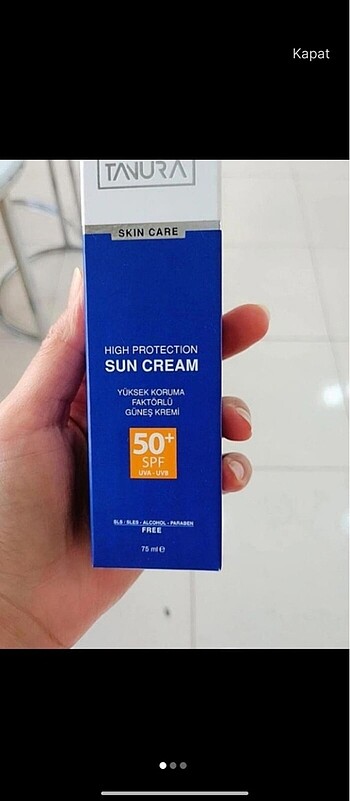 Kapat
TANURA
SKIN CARE
HIGH PROTECTION
SUN CREAM
YÜKSEK KORUMA
FAKTÖRLÜ
GÜNEŞ KREMİ
50+
SPF
UVA - UVB
SLS / SLES - ALCOHOL - PARABEN
FREE
75 ml e